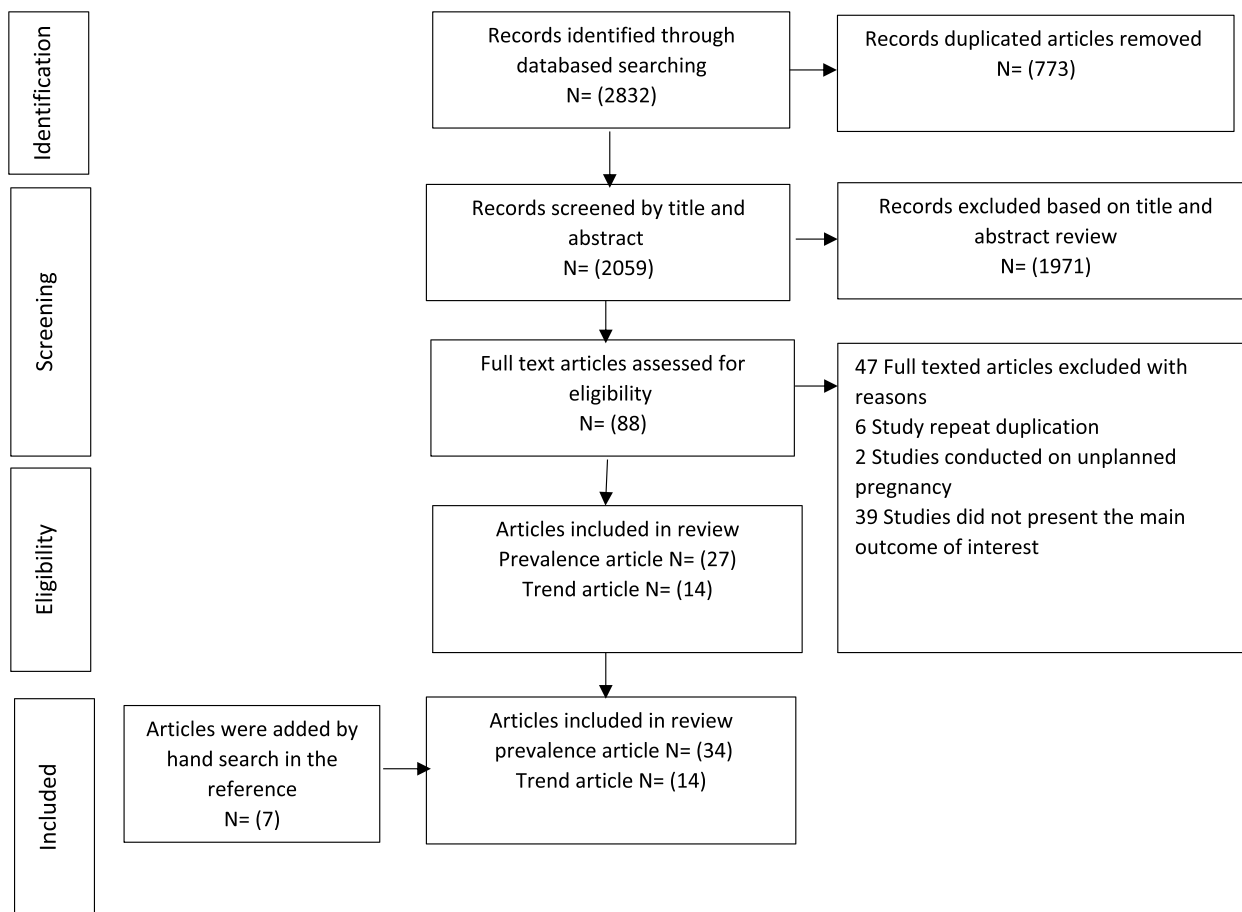 Identification
Records identified through
databased searching
N= (2832)
Records duplicated articles removed
N= (773)
Screening
Records screened by title and
abstract
N= (2059)
Records excluded based on title and
abstract review
N= (1971)
Full text articles assessed for
eligibility
N= (88)
47 Full texted articles excluded with
reasons
6 Study repeat duplication
2 Studies conducted on unplanned
pregnancy
39 Studies did not present the main
outcome of interest
Eligibility
Articles included in review
Prevalence article N= (27)
Trend article N= (14)
Included
Articles were added by
hand search in the
reference
N= (7)
Articles included in review
prevalence article N= (34)
Trend article N= (14)